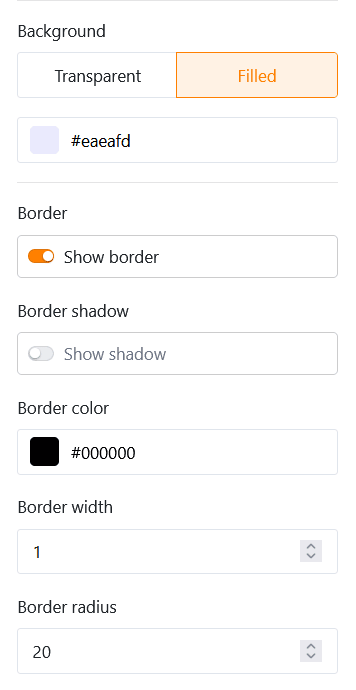 Background
Transparent Filled
#eaeafd
Border
Show border
Border shadow
Show shadow
Border color
#000000
Border width
1
Border radius
20